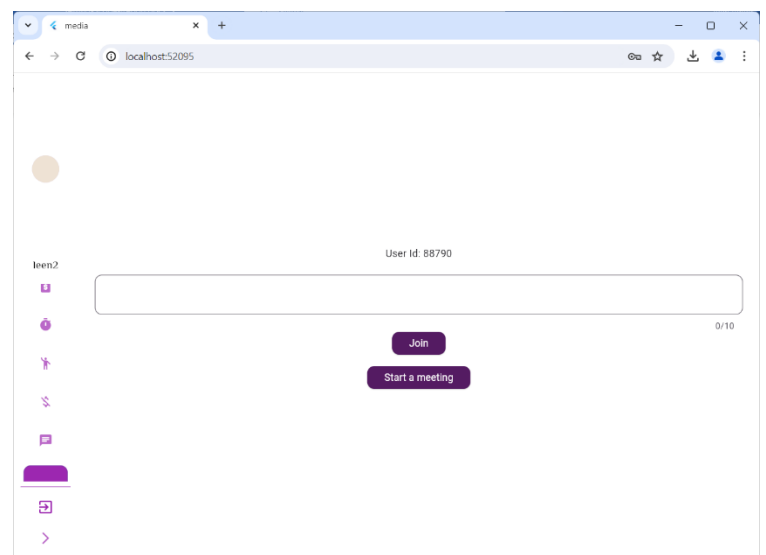 media
localhost:52095
User Id: 88790
leen2
0/10
Join
Start a meeting